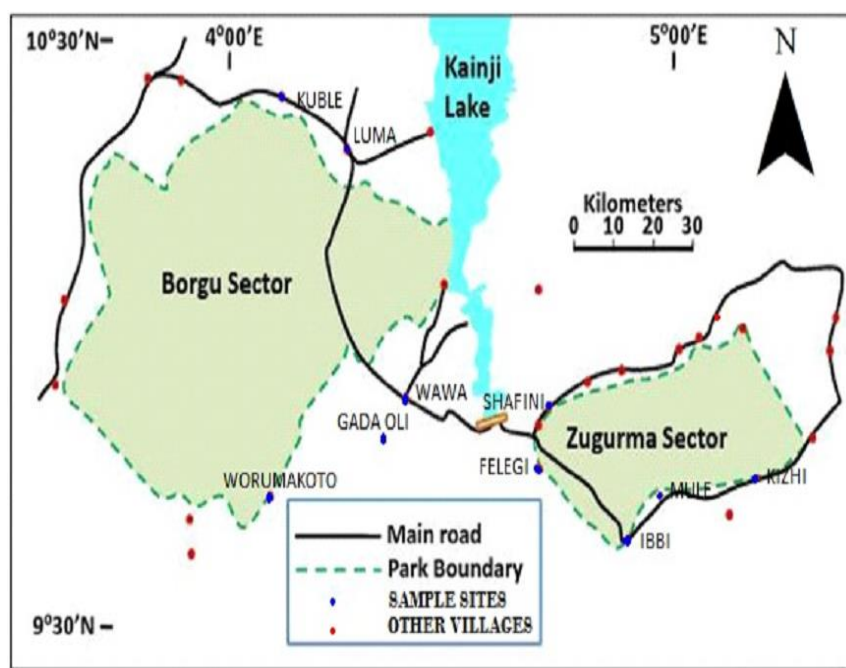 10°30'N
4°00'E
5°00'E
N
Kainji
Lake
KUBLE
LUMA
Kilometers
0 10 20 30
Borgu Sector
WAWA
SHAFINI
GADA OLI
Zugurma Sector
FELEGI
WORUMAKOTO
MULE
KIZHI
IBBI
Main road
Park Boundary
SAMPLE SITES
OTHER VILLAGES
9°30'N